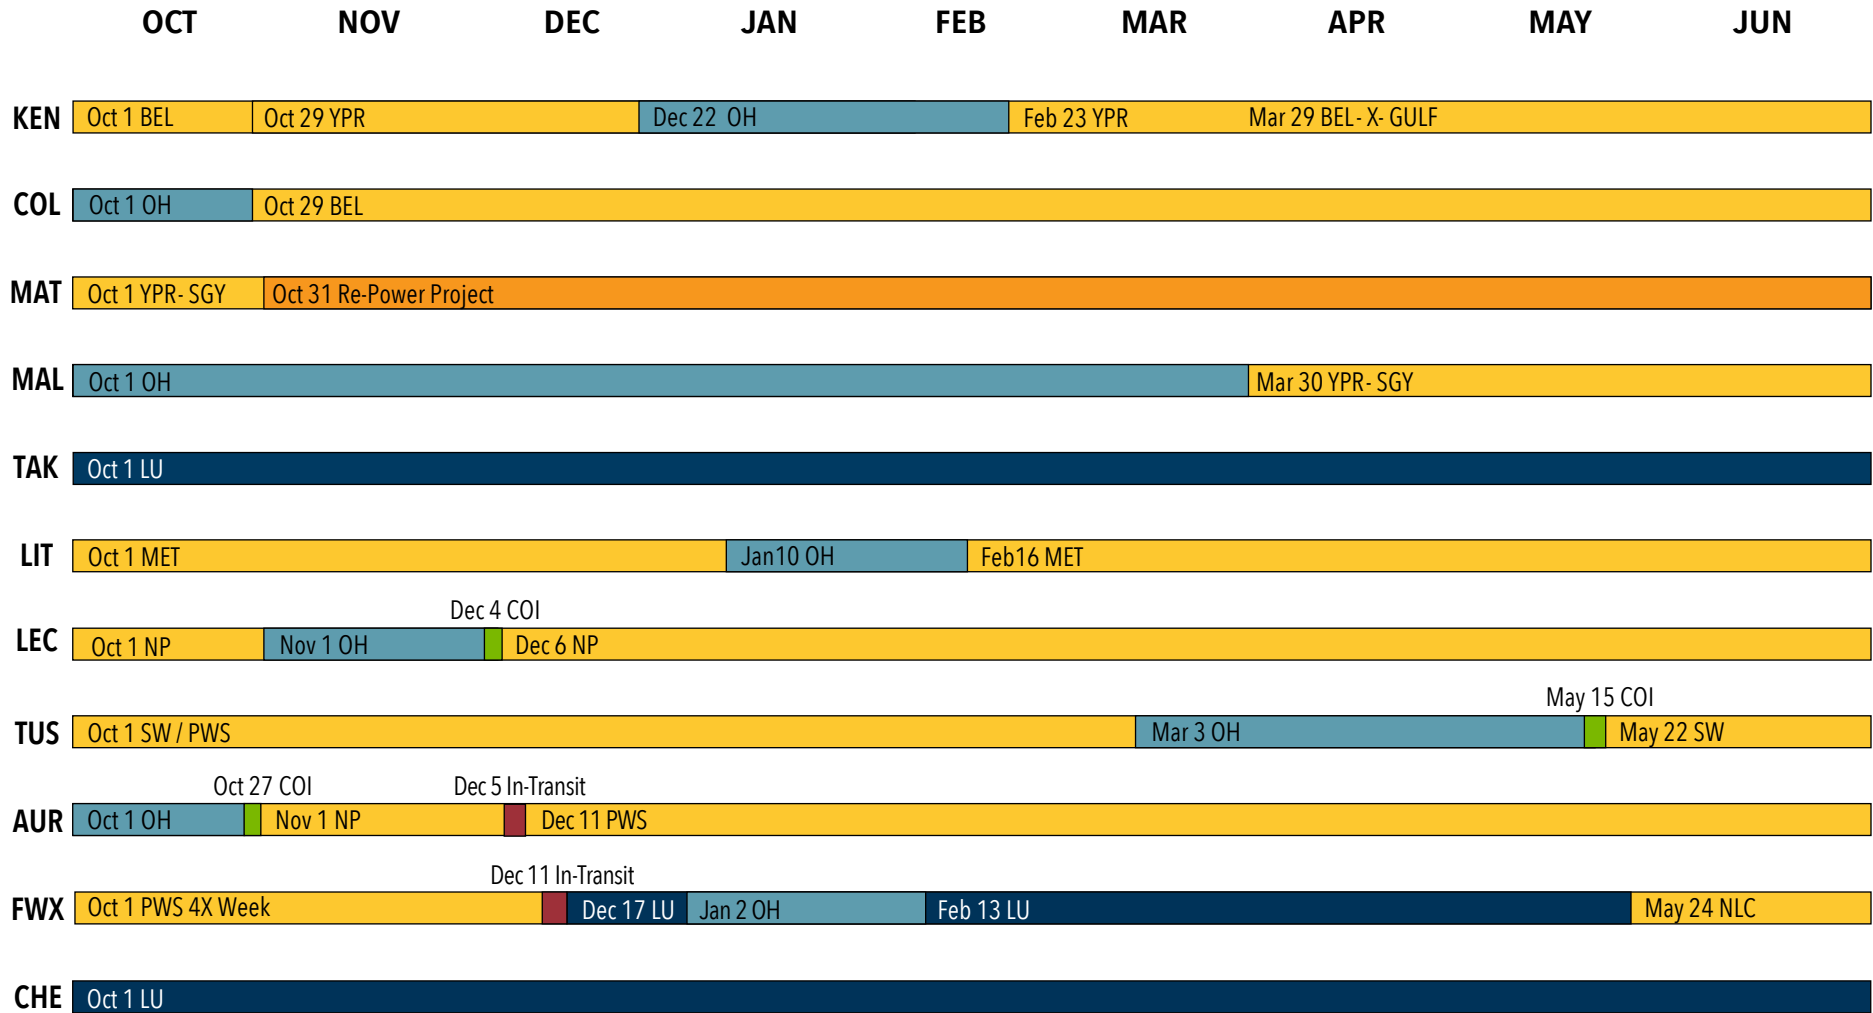 OCT NOV DEC JAN FEB MAR APR MAY JUN
KEN Oct 1 BEL Oct 29 YPR Dec 22 OH Feb 23 YPR Mar 29 BEL- X- GULF
COL Oct 1 OH Oct 29 BEL
MAT Oct 1 YPR- SGY Oct 31 Re-Power Project
MAL Oct 1 OH Mar 30 YPR- SGY
TAK Oct 1 LU
LIT Oct 1 MET Jan10 OH Feb16 MET
Dec 4 COI
LEC Oct 1 NP Nov 1 OH Dec 6 NP
May 15 COI
TUS Oct 1 SW / PWS Mar 3 OH May 22 SW
Oct 27 COI Dec 5 In-Transit
AUR Oct 1 OH Nov 1 NP Dec 11 PWS
Dec 11 In-Transit
FWX Oct 1 PWS 4X Week Dec 17 LU Jan 2 OH Feb 13 LU May 24 NLC
CHE Oct 1 LU